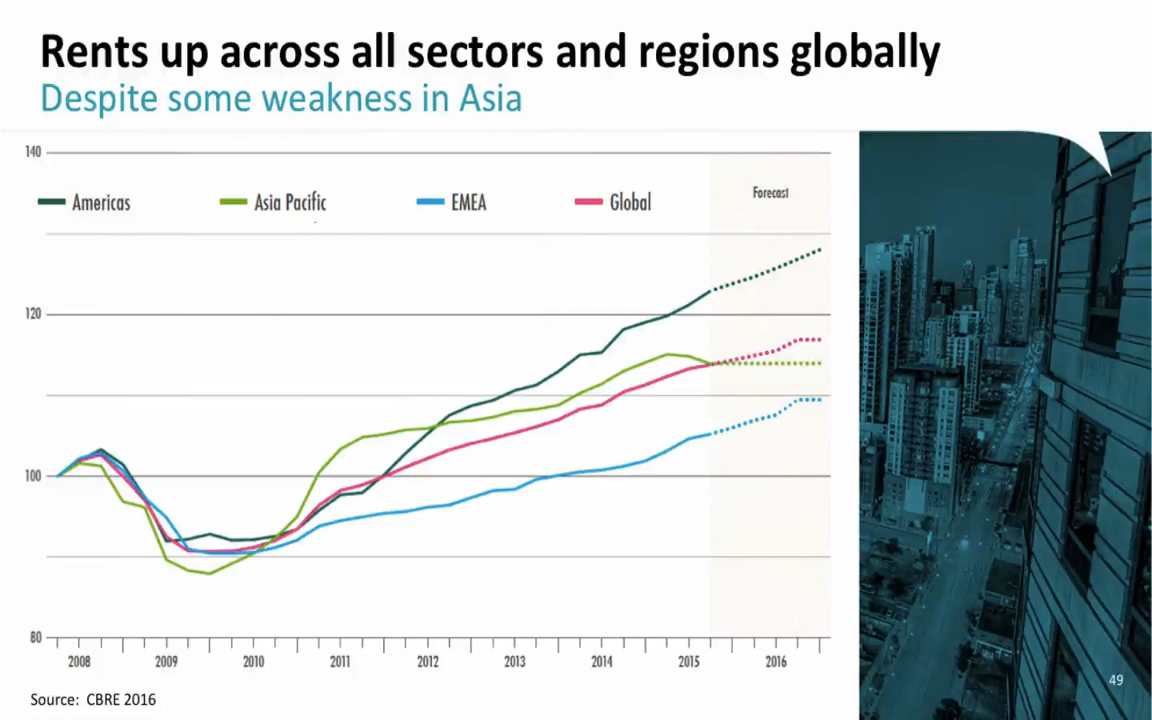 Rents up across all sectors and regions globally
Despite some weakness in Asia
140
Americas Asia Pacific EMEA Global Forecast
120
100
80
2008 2009 2010 2011 2012 2013 2014 2015 2016
Source: CBRE 2016
49